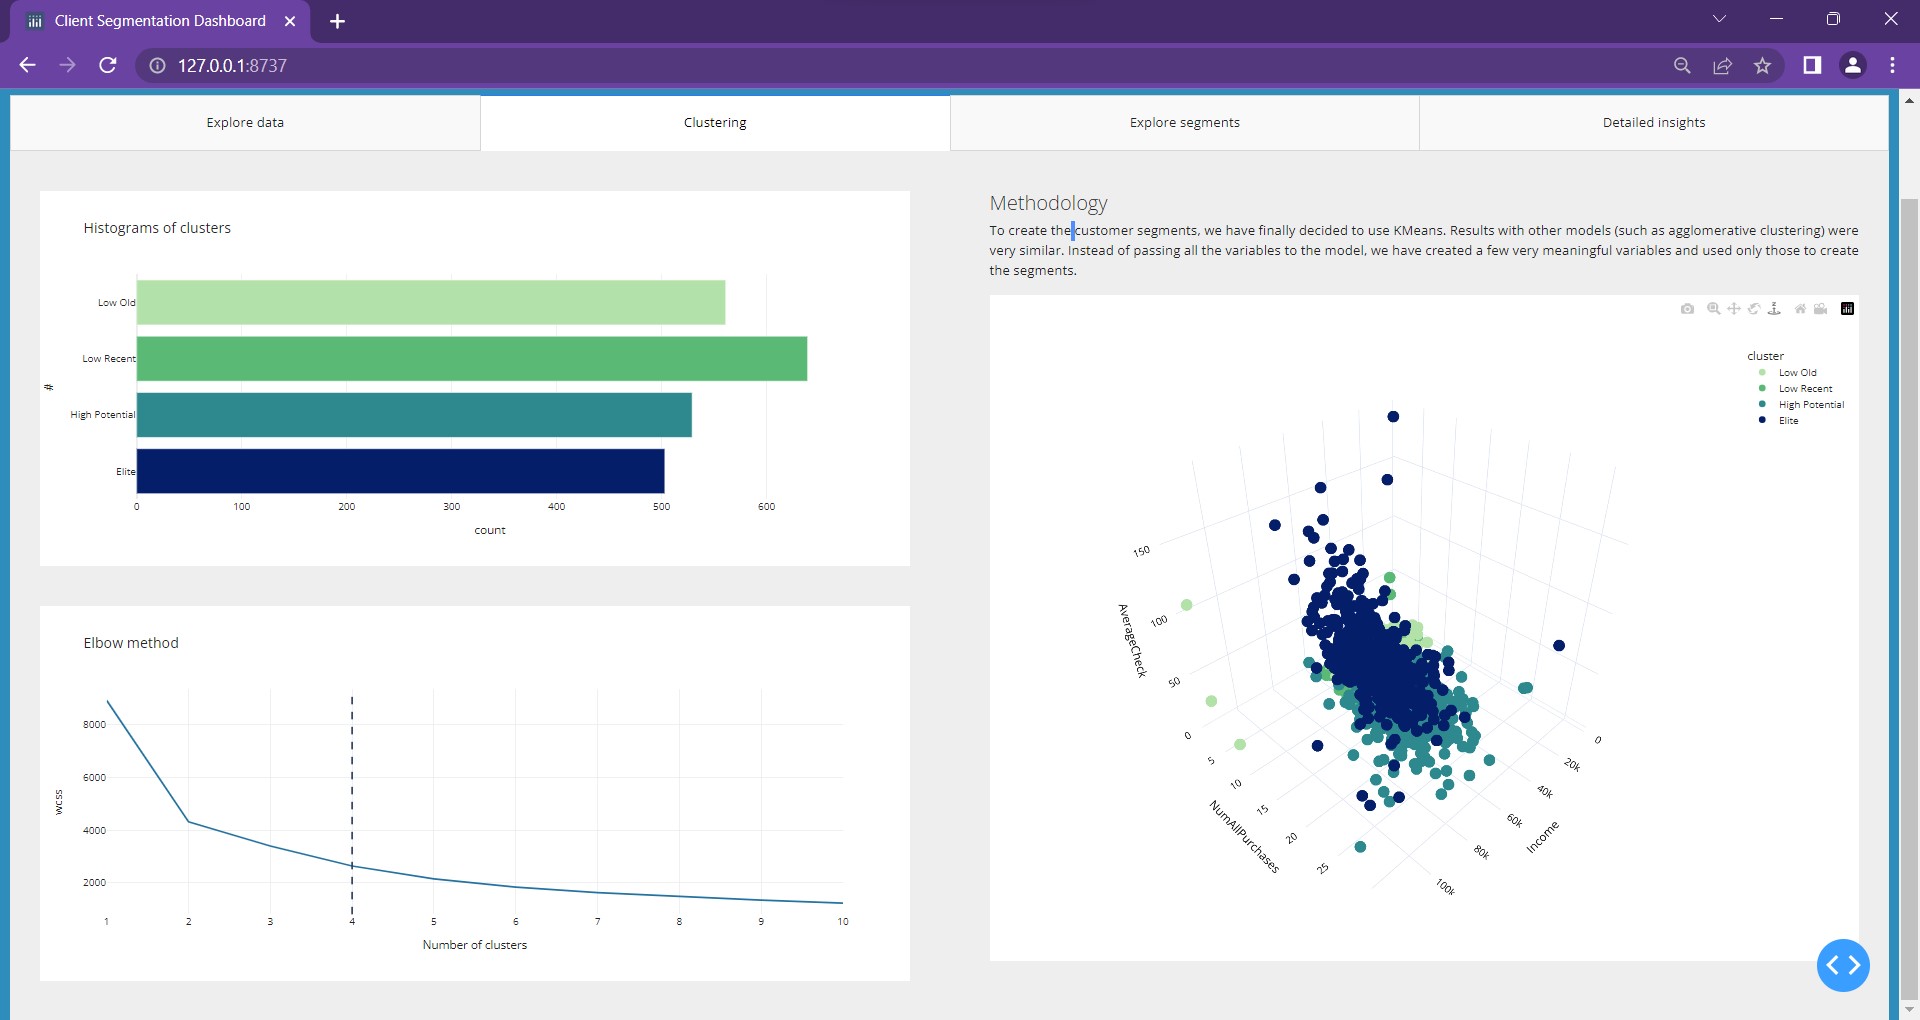 Client Segmentation Dashboard
127.0.0.1:8737
Explore data
Clustering
Explore segments
Detailed insights
Histograms of clusters
#
Low Old
Low Recent
High Potential
Elite
0 100 200 300 400 500 600
count
Elbow method
wcss
8000
6000
4000
2000
1 2 3 4 5 6 7 8 9 10
Number of clusters
Methodology
To create the customer segments, we have finally decided to use KMeans. Results with other models (such as agglomerative clustering) were
very similar. Instead of passing all the variables to the model, we have created a few very meaningful variables and used only those to create
the segments.
cluster
Low Old
Low Recent
High Potential
Elite
AverageCheck
150
100
50
0
NumAllPurchases
5
10
15
20
25
Income
0
20k
40k
60k
80k
100k